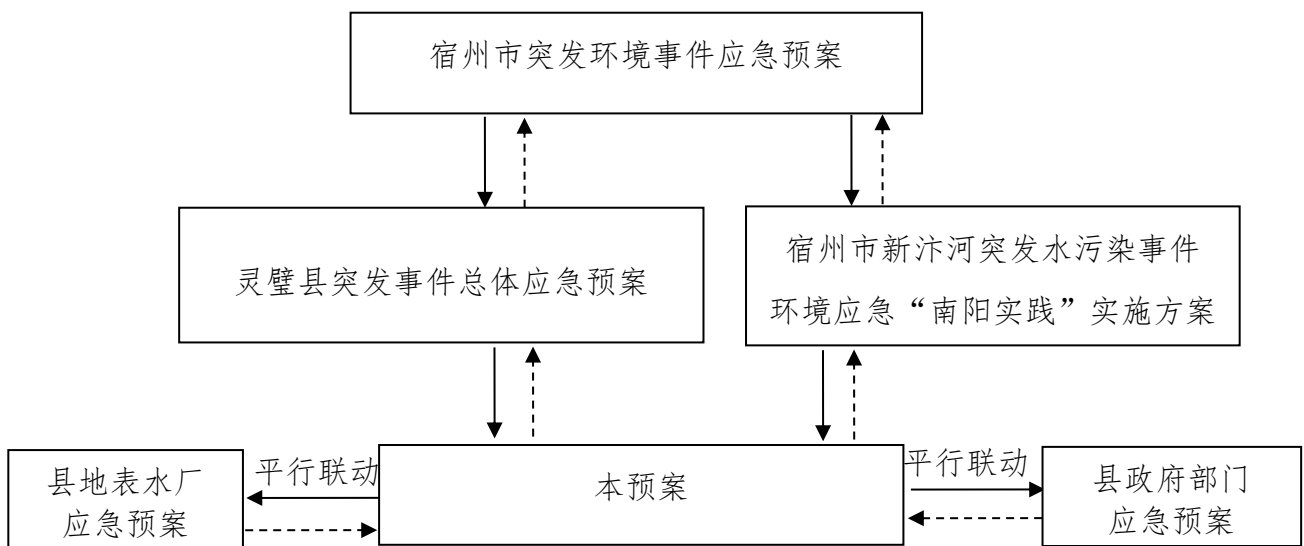 宿州市突发环境事件应急预案
灵璧县突发事件总体应急预案
宿州市新汴河突发水污染事件
环境应急“南阳实践”实施方案
县地表水厂
应急预案
平行联动
本预案
平行联动
县政府部门
应急预案